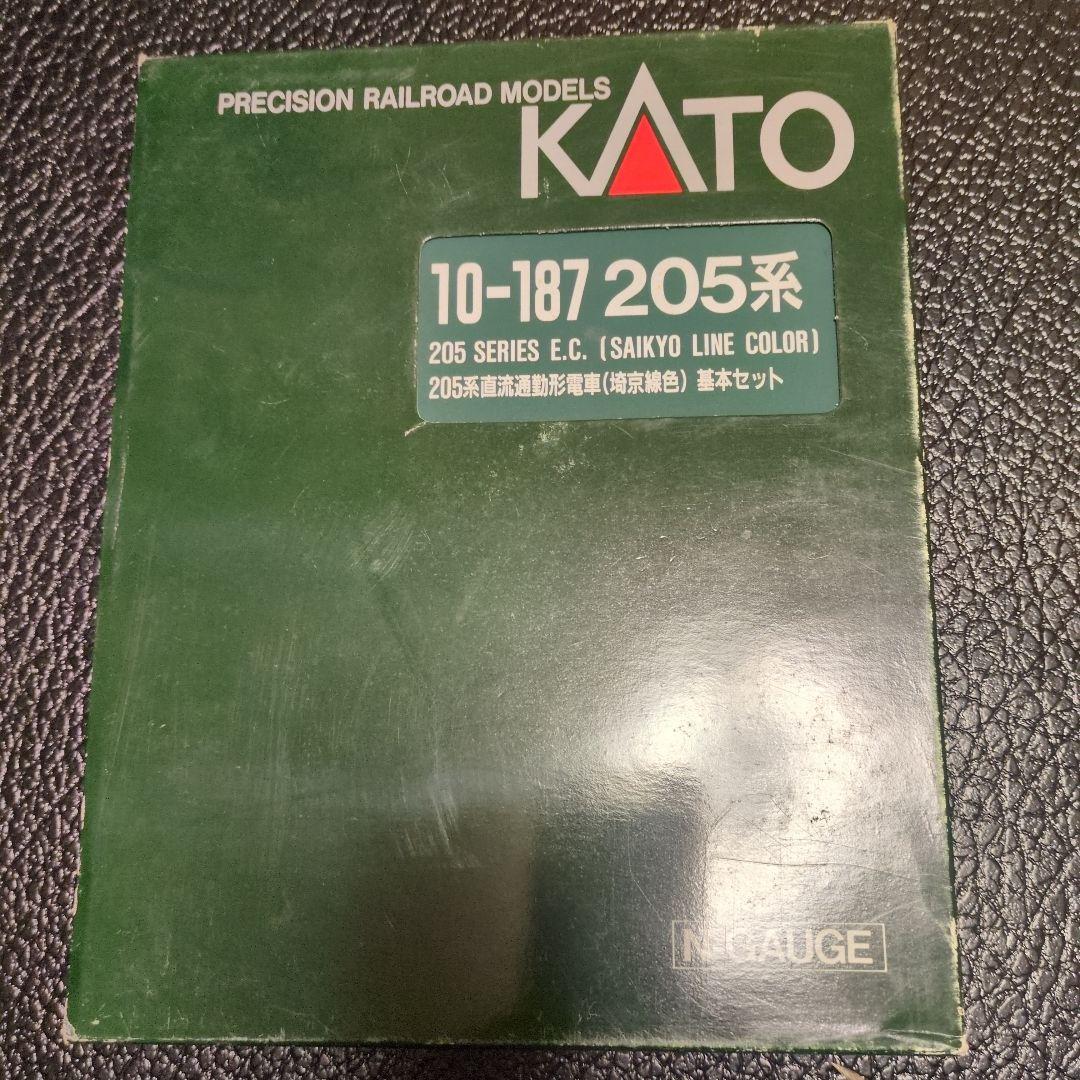 PRECISION RAILROAD MODELS
KATO
10-187 205系
205 SERIES E.C. (SAIKYO LINE COLOR)
205系直流通勤形電車(埼京線色) 基本セット
N GAUGE